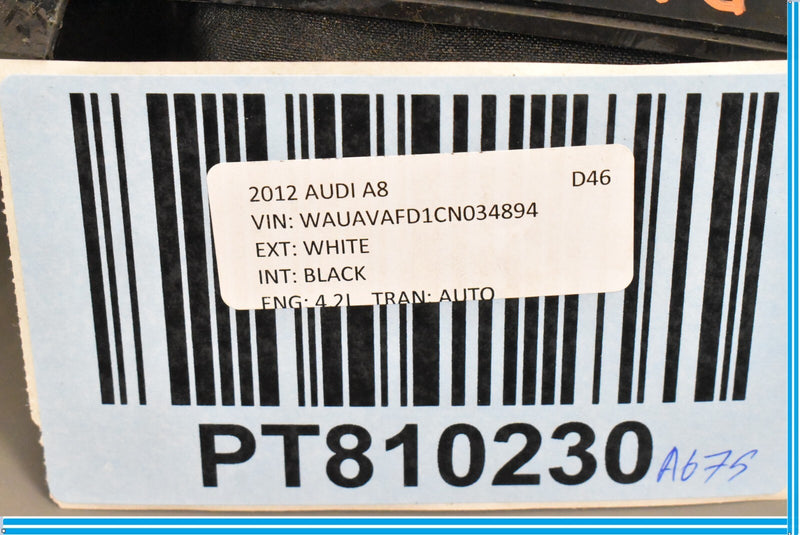 2012 AUDI A8 D46
VIN: WAUAVAFD1CN034894
EXT: WHITE
INT: BLACK
ENG: 4.2L TRAN: AUTO
PT810230 A675